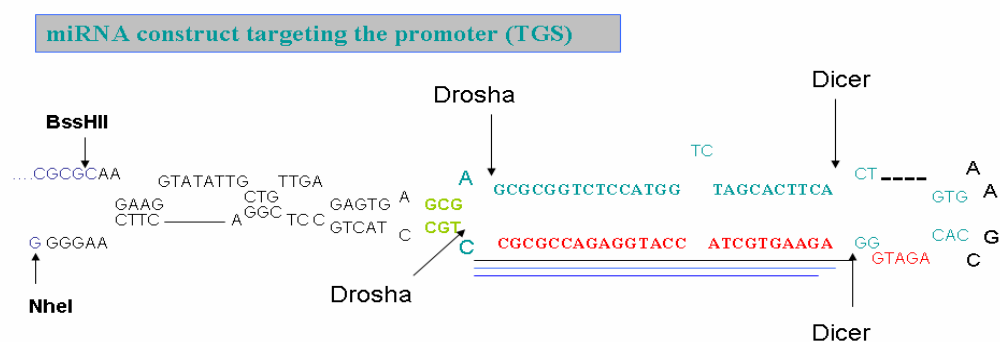 miRNA construct targeting the promoter (TGS)
Drosha
Dicer
BssHII
TC
....CGCGCAA
GTATATTG
TTGA
A
CT
A
A
GAAG
CTG
GAGTG
A
GCG
GCGCGGTCTCCATGG
TAGCACTTCA
GTG
CTTC
A
GGC
TCC
GTCAT
C
CGT
C
CGCGCCAGAGGTACC
ATCGTGAAGA
GG
CAC
G
G GGGAA
GTAGA
C
NheI
Drosha
Dicer